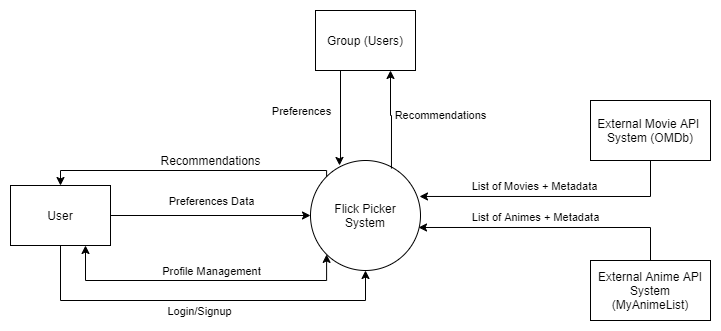 Group (Users)
Preferences
Recommendations
External Movie API
System (OMDb)
Recommendations
List of Movies + Metadata
Preferences Data
User
Flick Picker
System
List of Animes + Metadata
Profile Management
External Anime API
System
(MyAnimeList)
Login/Signup